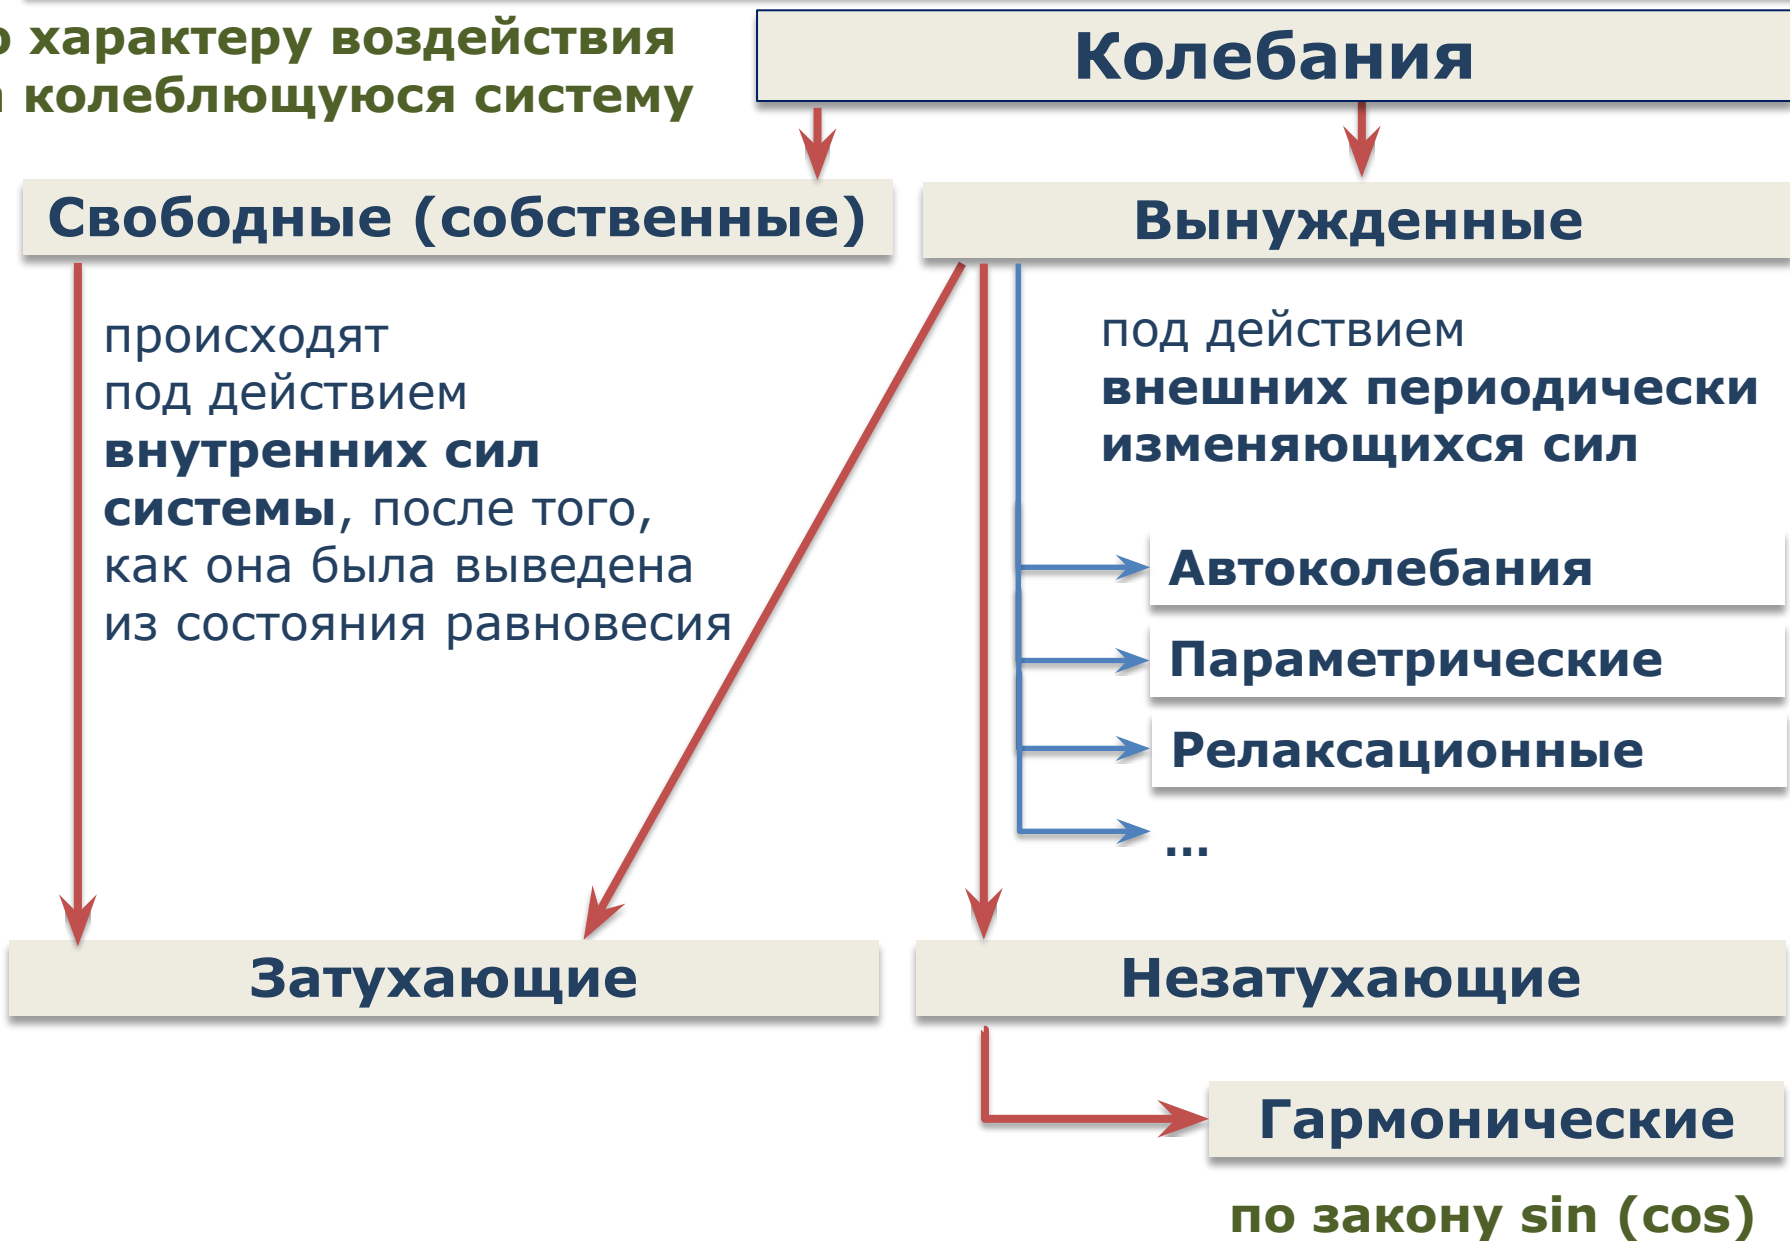 характеру воздействия
колеблющуюся систему
Колебания
Свободные (собственные)
Вынужденные
происходят
под действием
внутренних сил
системы, после того,
как она была выведена
из состояния равновесия
под действием
внешних периодически
изменяющихся сил
Автоколебания
Параметрические
Релаксационные
...
Затухающие
Незатухающие
Гармонические
по закону sin (cos)